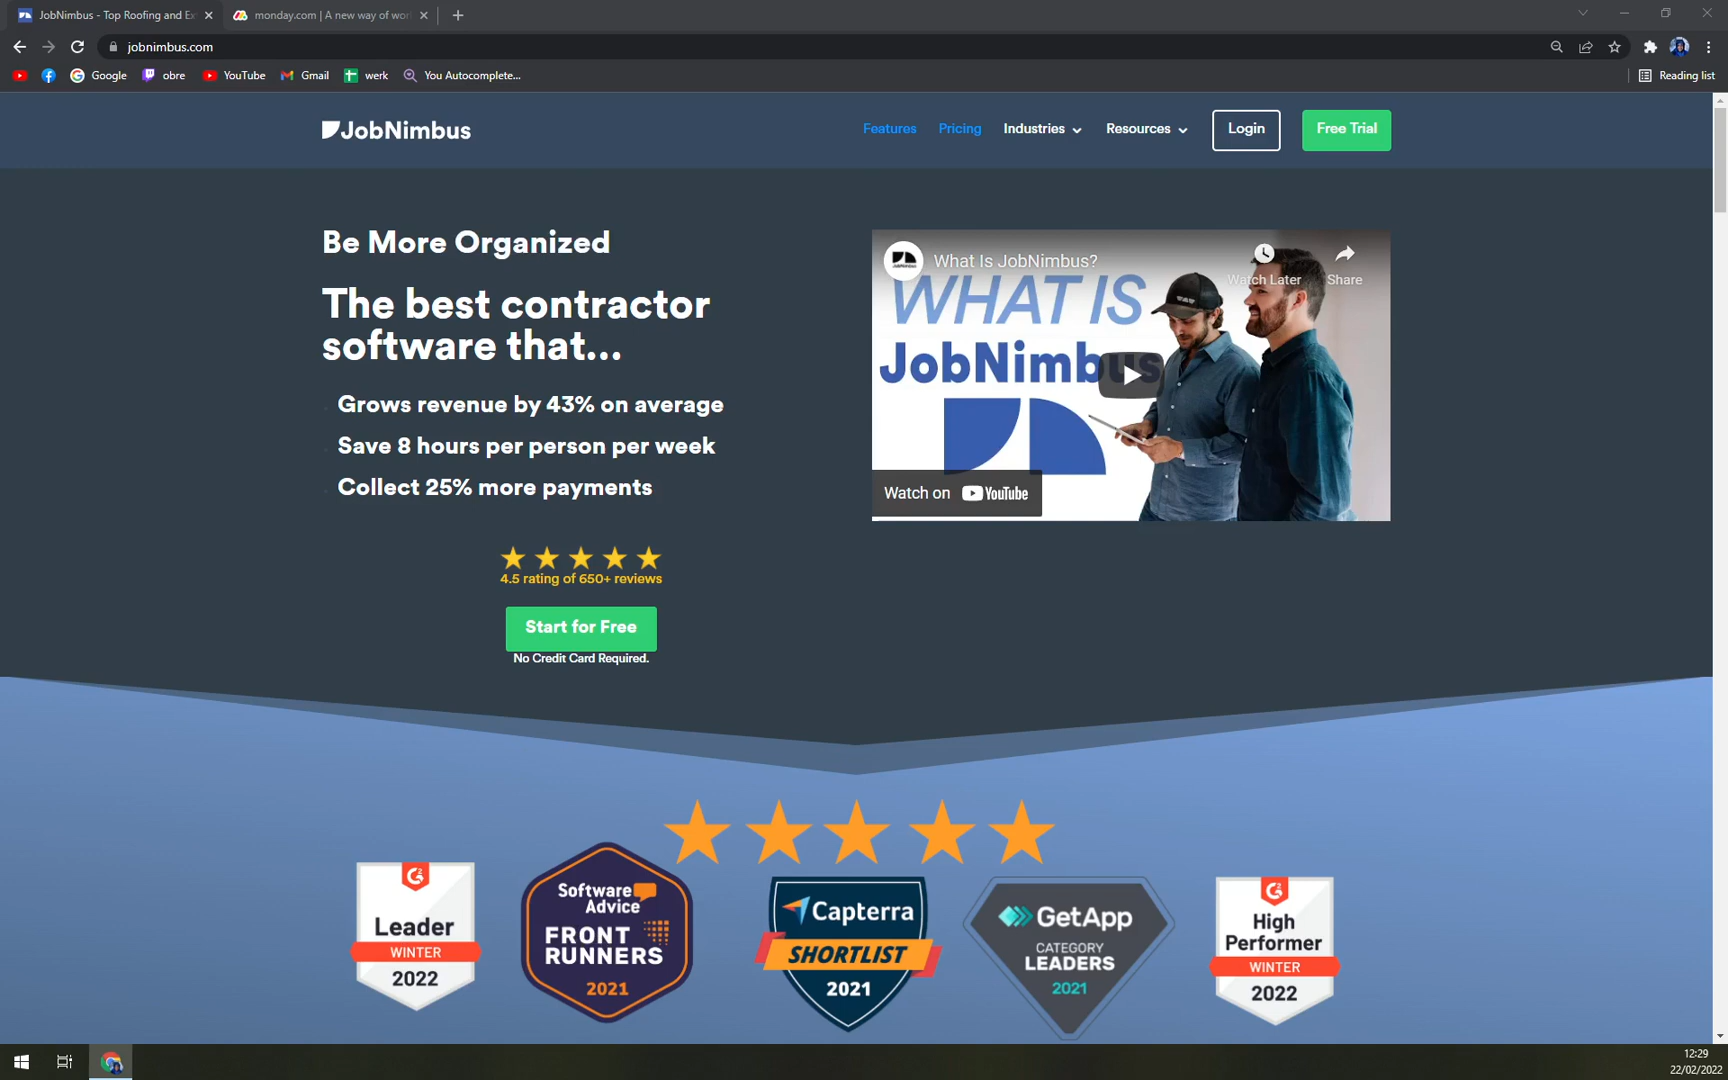 JobNimbus - Top Roofing and Ex
monday.com | A new way of wor
jobnimbus.com
Google
obre
YouTube
Gmail
werk
You Autocomplete...
Reading list
JobNimbus
Features
Pricing
Industries
Resources
Login
Free Trial
Be More Organized
The best contractor
software that...
Grows revenue by 43% on average
Save 8 hours per person per week
Collect 25% more payments
4.5 rating of 650+ reviews
Start for Free
No Credit Card Required.
What Is JobNimbus?
Watch Later
Share
WHAT IS
JobNimbus
Watch on YouTube
Leader
WINTER
2022
Software
Advice
FRONT
RUNNERS
2021
Capterra
SHORTLIST
2021
GetApp
CATEGORY
LEADERS
2021
High
Performer
WINTER
2022
12:29
22/02/2022